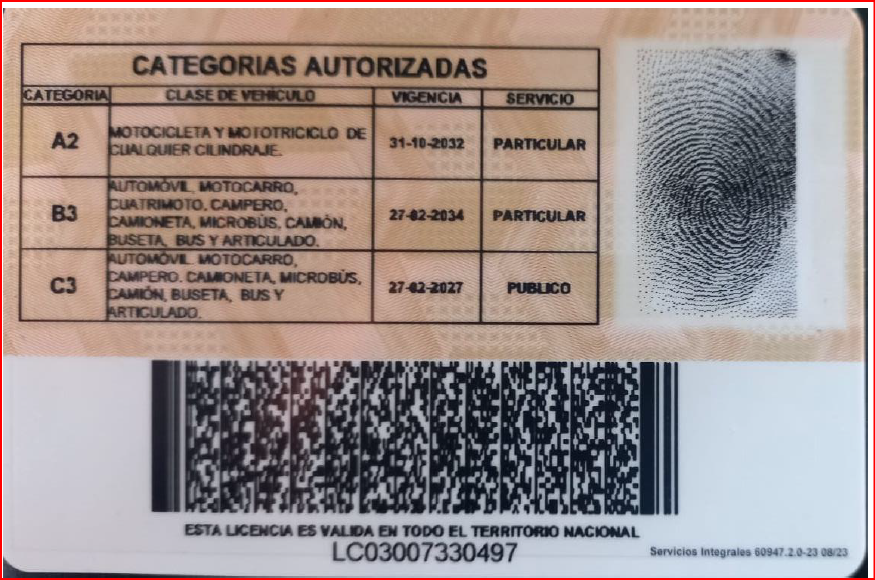 CATEGORIAS AUTORIZADAS
CATEGORIA CLASE DE VEHÍCULO VIGENCIA SERVICIO
A2 MOTOCICLETA Y MOTOTRICICLO DE 31-10-2032 PARTICULAR
CUALQUIER CILINDRAJE.
B3 AUTOMÓVIL, MOTOCARRO, 27-02-2034 PARTICULAR
CUATRIMOTO, CAMPERO,
CAMIONETA, MICROBÚS, CAMIÓN,
BUSETA, BUS Y ARTICULADO.
C3 AUTOMÓVIL MOTOCARRO, 27-02-2027 PUBLICO
CAMPERO. CAMIONETA, MICROBÚS,
CAMIÓN, BUSETA, BUS Y
ARTICULADO.
ESTA LICENCIA ES VALIDA EN TODO EL TERRITORIO NACIONAL
LC03007330497
Servicios Integrales 60947.2.0-23 08/23